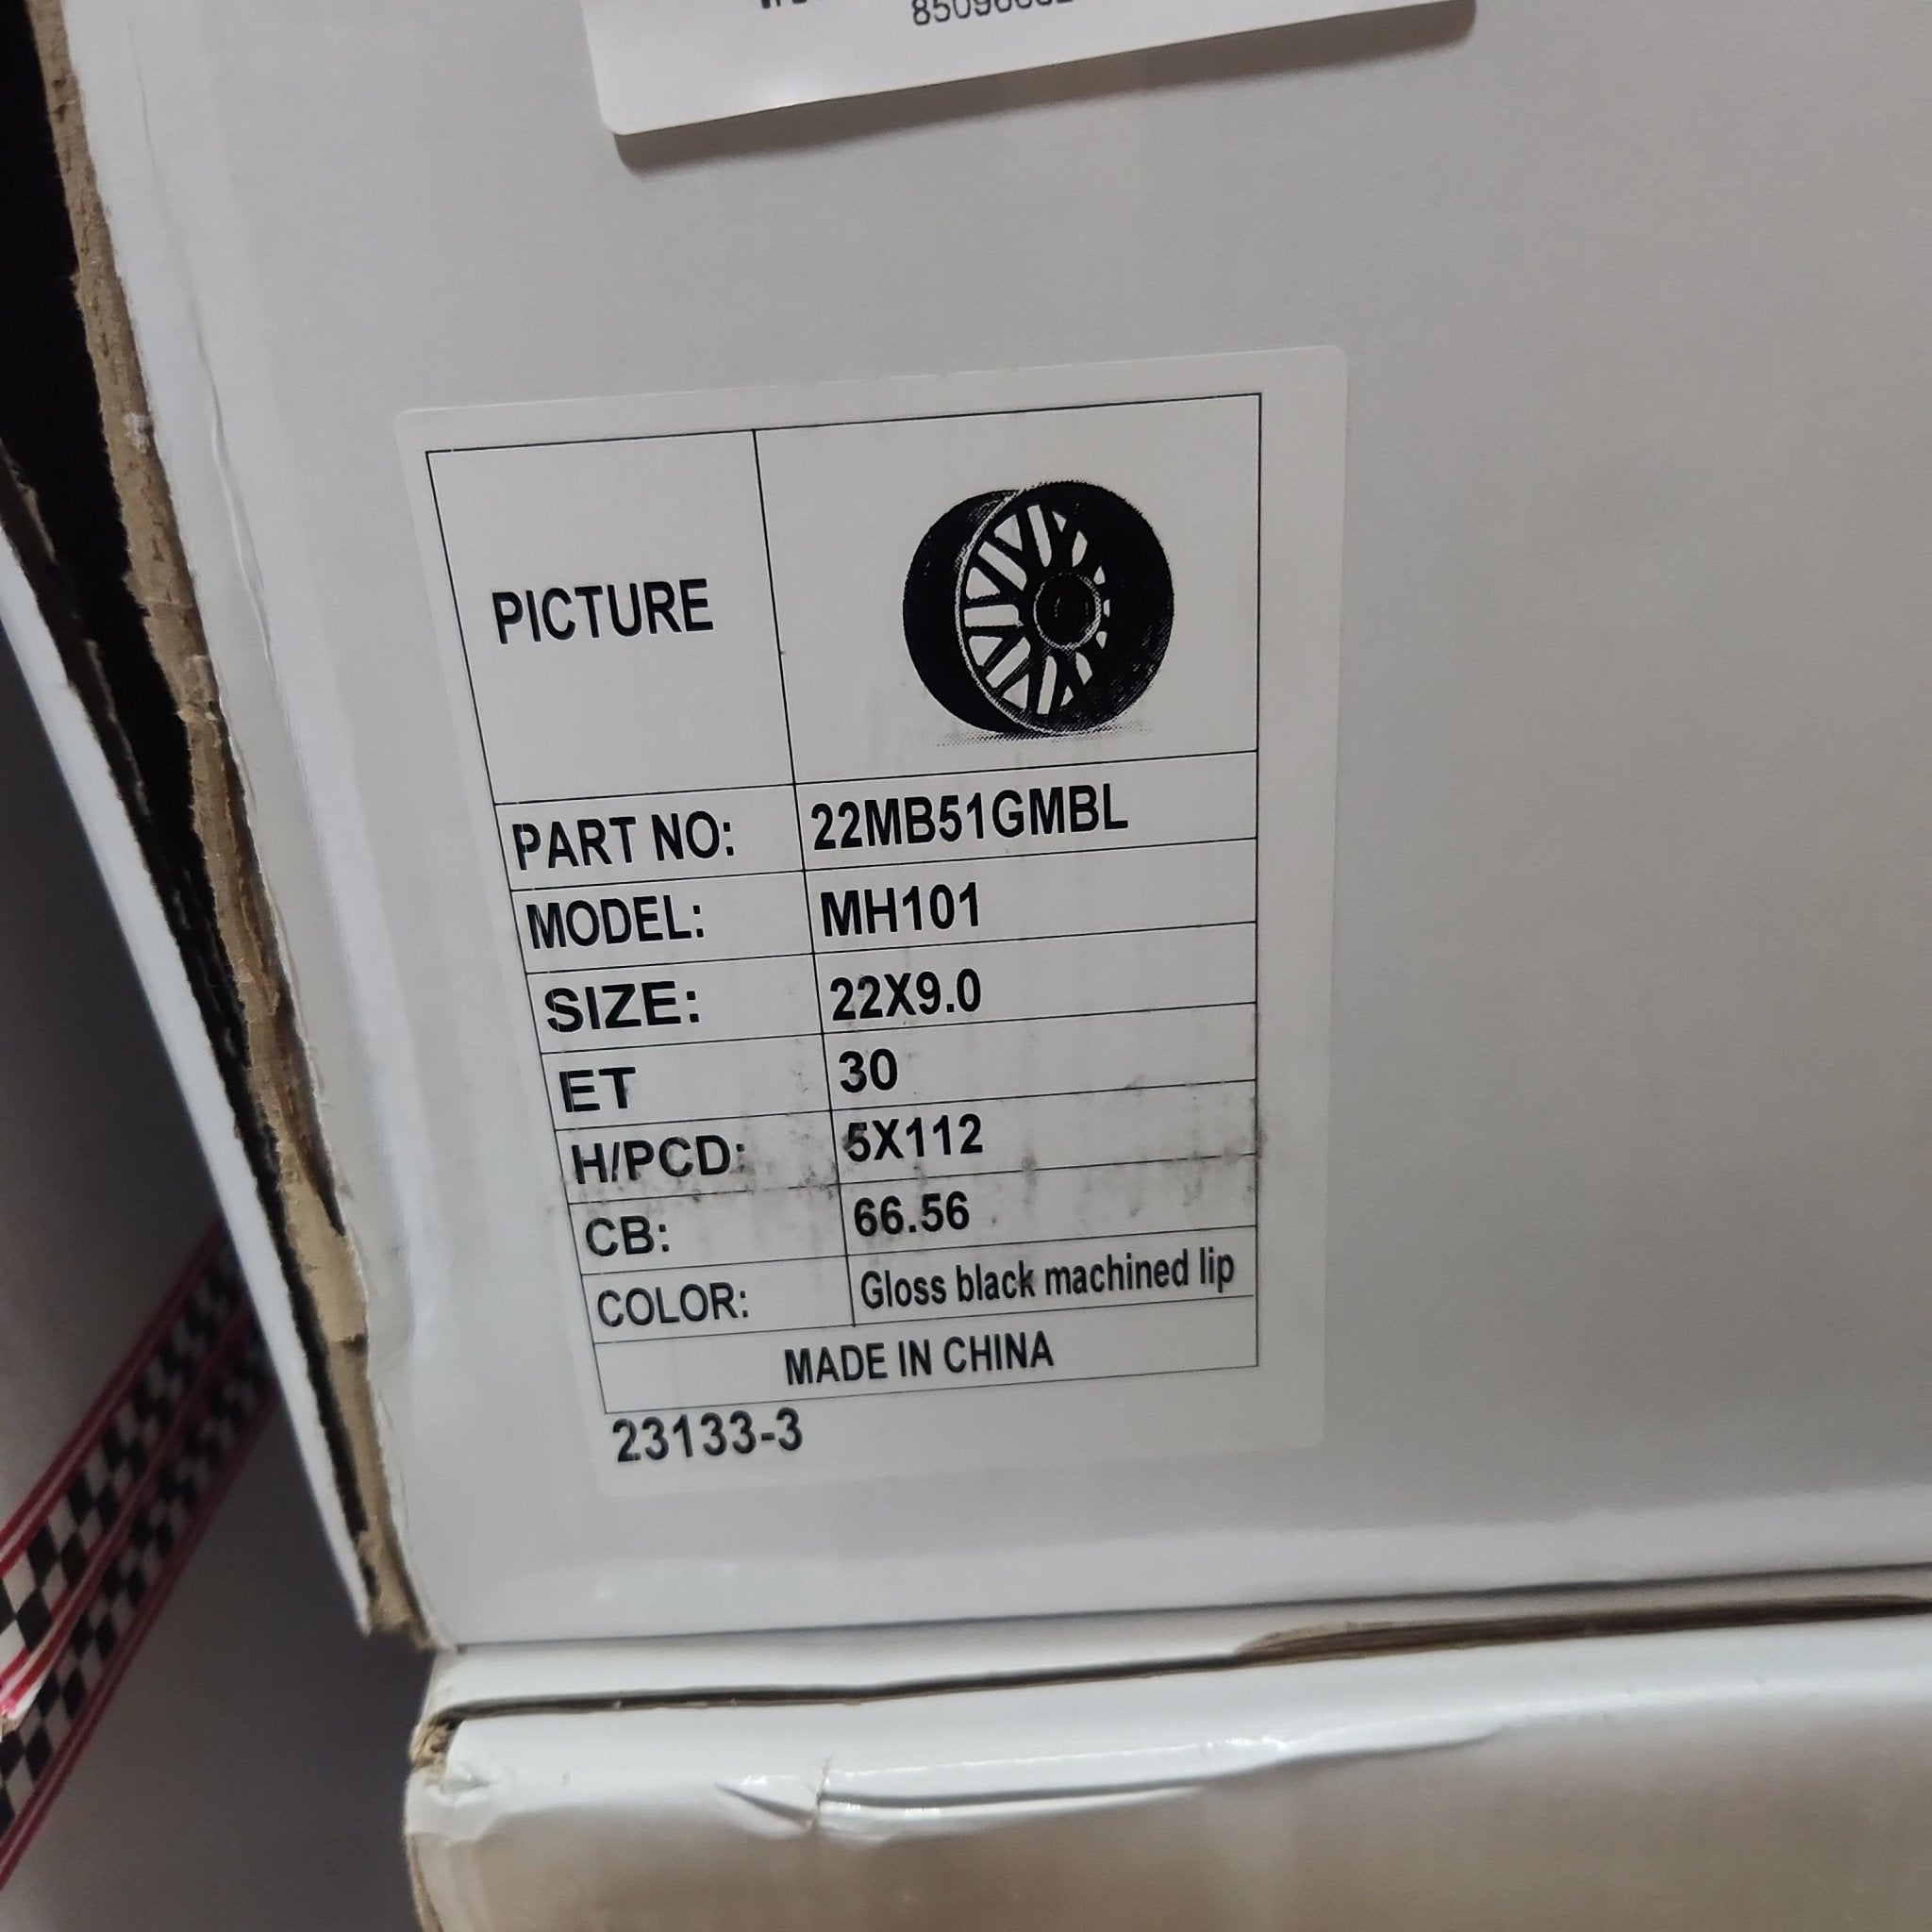 PICTURE
PART NO: 22MB51GMBL
MODEL: MH101
SIZE: 22X9.0
ET 30
H/PCD: 5X112
CB: 66.56
COLOR: Gloss black machined lip
MADE IN CHINA
23133-3